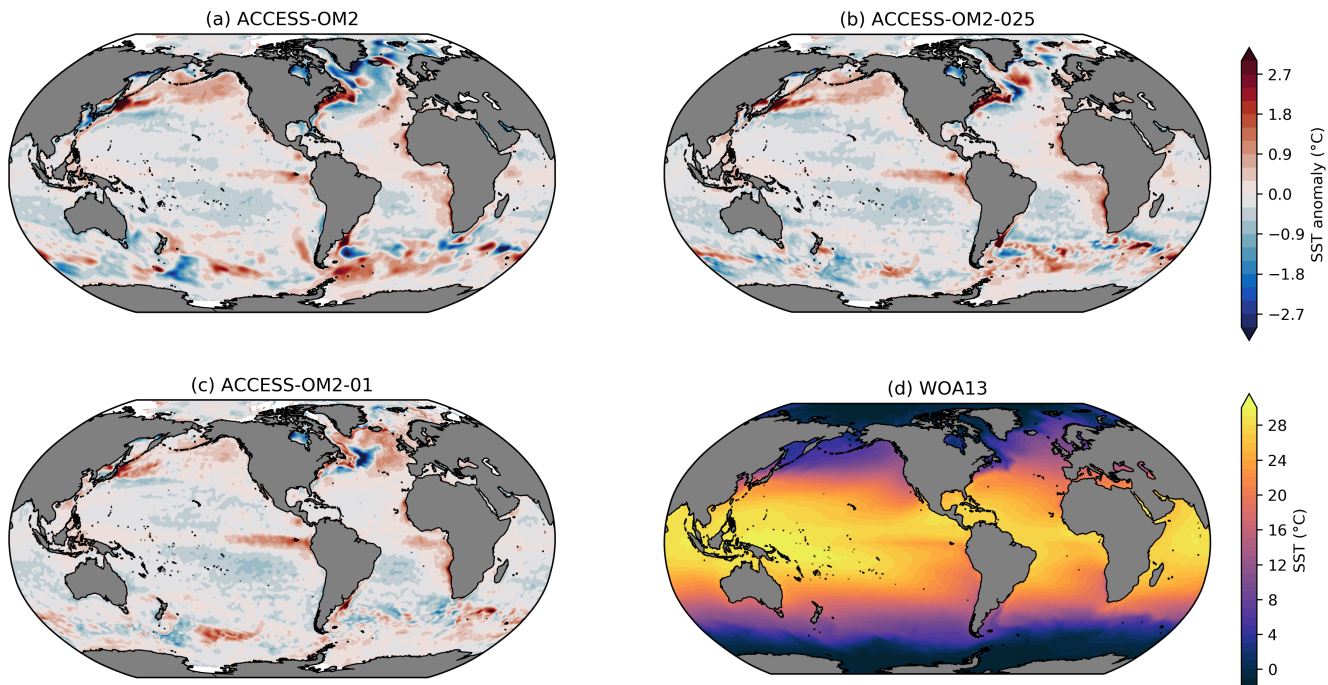 (a) ACCESS-OM2
(b) ACCESS-OM2-025
2.7
1.8
0.9
0.0
−0.9
−1.8
−2.7
SST anomaly (°C)
(c) ACCESS-OM2-01
(d) WOA13
28
24
20
16
12
8
4
0
SST (°C)